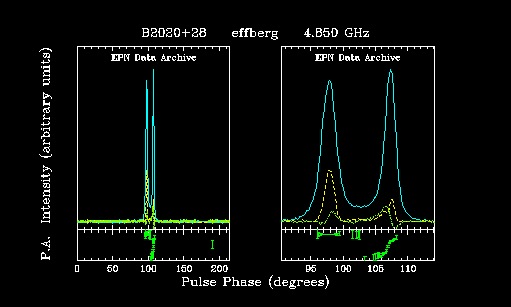 B2020+28 effberg 4.850 GHz
EPN Data Archive EPN Data Archive
P.A. Intensity (arbitrary units)
0 50 100 150 200 95 100 105 110
Pulse Phase (degrees)